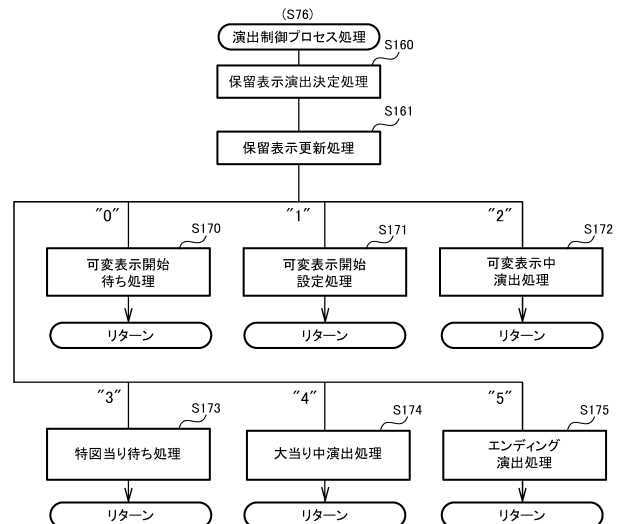 (S76)
演出制御プロセス処理
S160
保留表示演出決定処理
S161
保留表示更新処理
"0"
"1"
"2"
S170
S171
S172
可変表示開始
待ち処理
可変表示開始
設定処理
可変表示中
演出処理
リターン
リターン
リターン
"3"
"4"
"5"
S173
S174
S175
特図当り待ち処理
大当り中演出処理
エンディング
演出処理
リターン
リターン
リターン